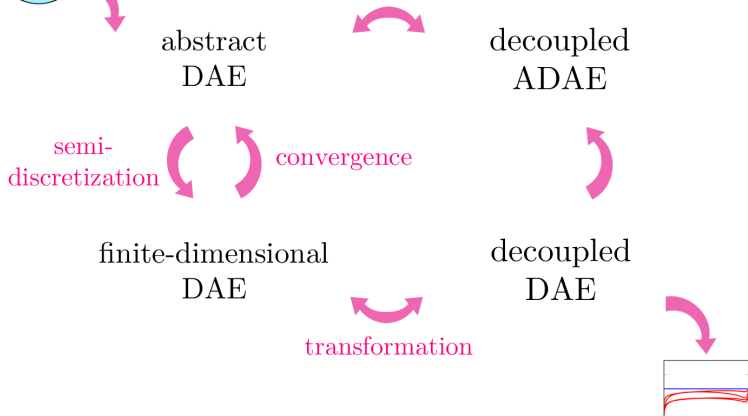 abstract
DAE
decoupled
ADAE
semi-
discretization
convergence
finite-dimensional
DAE
decoupled
DAE
transformation